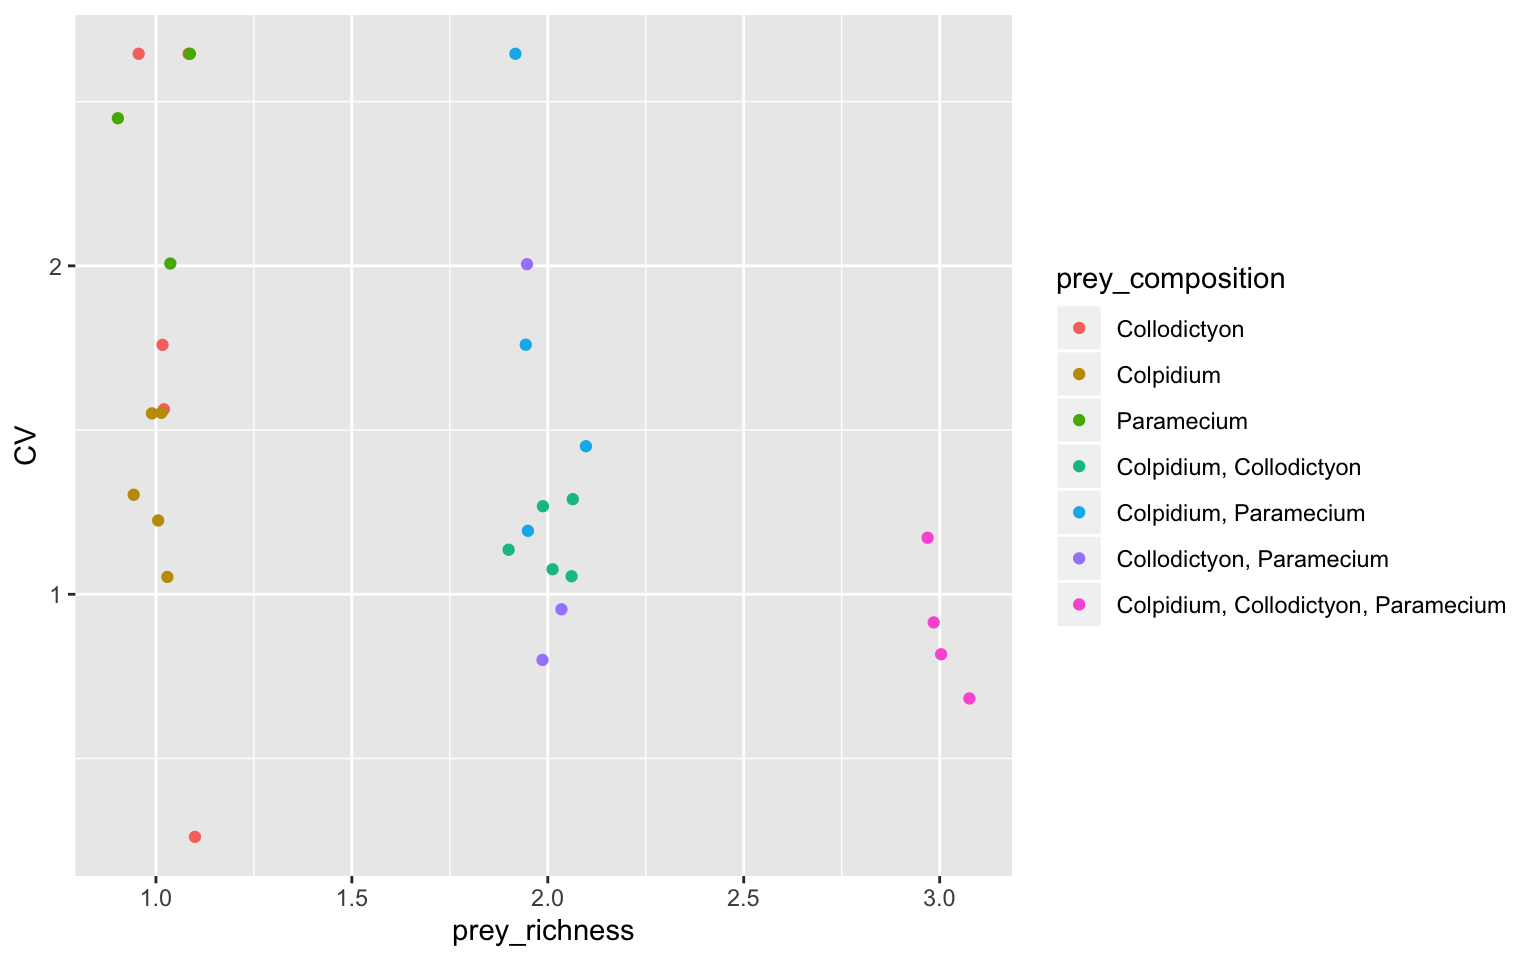 2
1
CV
1.0
1.5
2.0
2.5
3.0
prey_richness
prey_composition
Collodictyon
Colpidium
Paramecium
Colpidium, Collodictyon
Colpidium, Paramecium
Collodictyon, Paramecium
Colpidium, Collodictyon, Paramecium